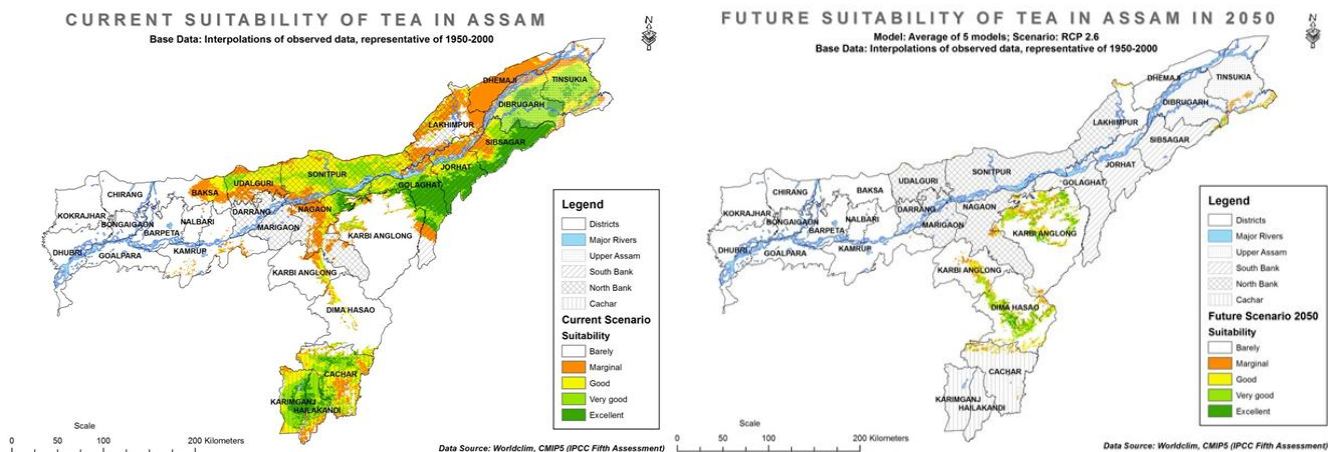 CURRENT SUITABILITY OF TEA IN ASSAM
Base Data: Interpolations of observed data, representative of 1950-2000
N
DHEMAJI
TINSUKIA
DIBRUGARH
LAKHIMPUR
SIBSAGAR
JORHAT
SONITPUR
GOLAGHAT
UDALGURI
BAKSA
CHIRANG
NAGAON
DARRANG
KOKRAJHAR
NALBARI
BONGAIGAON
BARPETA
MARIGAON
KARBI ANGLONG
DHUBRI
GOALPARA
KAMRUP
KARBI ANGLONG
DIMA HASAO
CACHAR
KARIMGANJ
HAILAKANDI
Legend
Districts
Major Rivers
Upper Assam
South Bank
North Bank
Cachar
Current Scenario
Suitability
Barely
Marginal
Good
Very good
Excellent
Scale
0 50 100 200 Kilometers
Data Source: Worldclim, CMIP5 (IPCC Fifth Assessment)
FUTURE SUITABILITY OF TEA IN ASSAM IN 2050
Model: Average of 5 models; Scenario: RCP 2.6
Base Data: Interpolations of observed data, representative of 1950-2000
N
DHEMAJI
TINSUKIA
DIBRUGARH
LAKHIMPUR
SIBSAGAR
JORHAT
SONITPUR
GOLAGHAT
UDALGURI
BAKSA
CHIRANG
NAGAON
DARRANG
KOKRAJHAR
NALBARI
BONGAIGAON
BARPETA
MARIGAON
KARBI ANGLONG
DHUBRI
GOALPARA
KAMRUP
KARBI ANGLONG
DIMA HASAO
CACHAR
KARIMGANJ
HAILAKANDI
Legend
Districts
Major Rivers
Upper Assam
South Bank
North Bank
Cachar
Future Scenario 2050
Suitability
Barely
Marginal
Good
Very good
Excellent
Scale
0 50 100 200 Kilometers
Data Source: Worldclim, CMIP5 (IPCC Fifth Assessment)